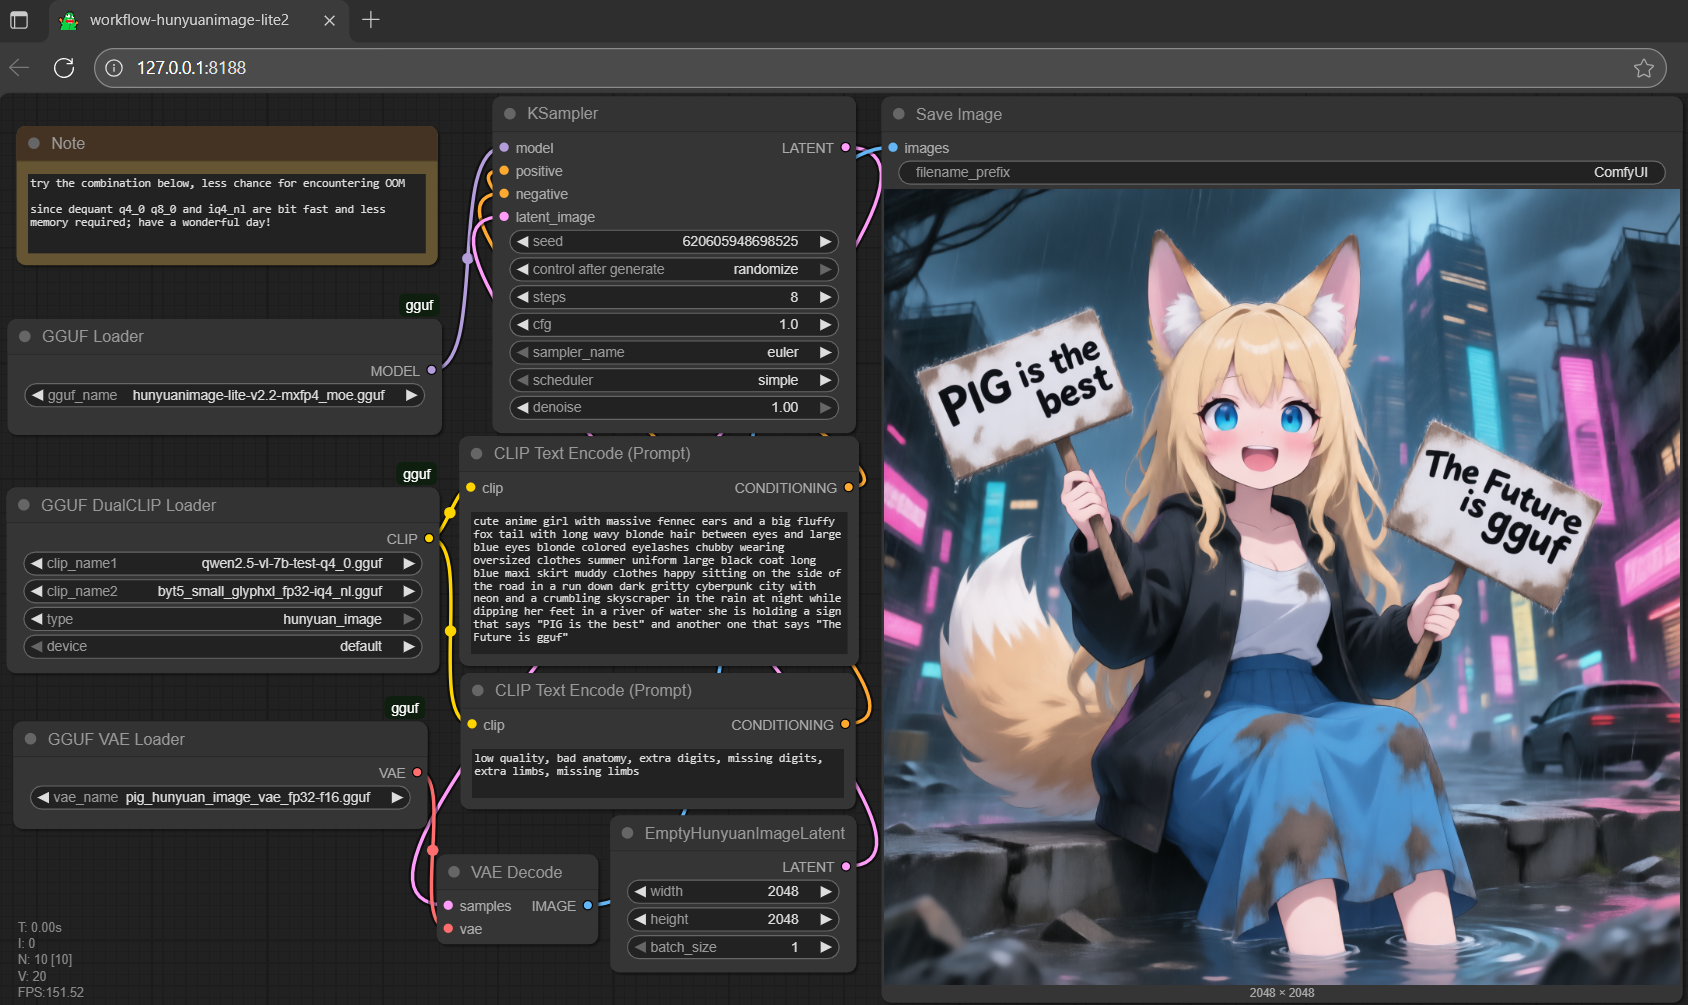 workflow-hunyuanimage-lite2
127.0.0.1:8188
Note
try the combination below, less chance for encountering OOM
since dequant q4_0 q8_0 and iq4_nl are bit fast and less
memory required; have a wonderful day!
gguf
GGUF Loader
MODEL
gguf_name hunyuanimage-lite-v2.2-mxfp4_moe.gguf
gguf
GGUF DualCLIP Loader
CLIP
clip_name1 qwen2.5-vl-7b-test-q4_0.gguf
clip_name2 byt5_small_glyphxl_fp32-iq4_nl.gguf
type hunyuan_image
device default
gguf
GGUF VAE Loader
VAE
vae_name pig_hunyuan_image_vae_fp32-f16.gguf
T: 0.00s
I: 0
N: 10 [10]
V: 20
FPS:151.52
KSampler
model LATENT
positive
negative
latent_image
seed 620605948698525
control after generate randomize
steps 8
cfg 1.0
sampler_name euler
scheduler simple
denoise 1.00
CLIP Text Encode (Prompt)
clip CONDITIONING
cute anime girl with massive fennec ears and a big fluffy
fox tail with long wavy blonde hair between eyes and large
blue eyes blonde colored eyelashes chubby wearing
oversized clothes summer uniform large black coat long
blue maxi skirt muddy clothes happy sitting on the side of
the road in a run down dark gritty cyberpunk city with
neon and a crumbling skyscraper in the rain at night while
dipping her feet in a river of water she is holding a sign
that says "PIG is the best" and another one that says "The
Future is gguf"
CLIP Text Encode (Prompt)
clip CONDITIONING
low quality, bad anatomy, extra digits, missing digits,
extra limbs, missing limbs
VAE Decode
samples IMAGE
vae
EmptyHunyuanImageLatent
LATENT
width 2048
height 2048
batch_size 1
Save Image
images
filename_prefix ComfyUI
PIG is the
best
The Future
is gguf
2048 × 2048